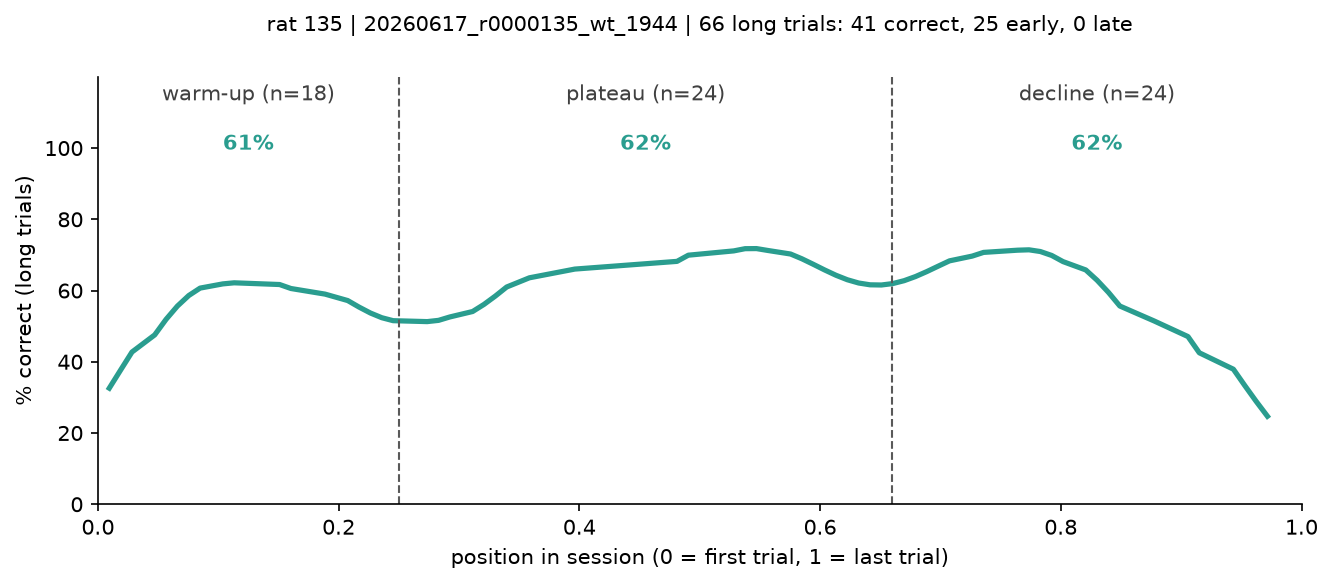 rat 135 | 20260617_r0000135_wt_1944 | 66 long trials: 41 correct, 25 early, 0 late
warm-up (n=18)
plateau (n=24)
decline (n=24)
61%
62%
62%
% correct (long trials)
100
80
60
40
20
0
0.0
0.2
0.4
0.6
0.8
1.0
position in session (0 = first trial, 1 = last trial)